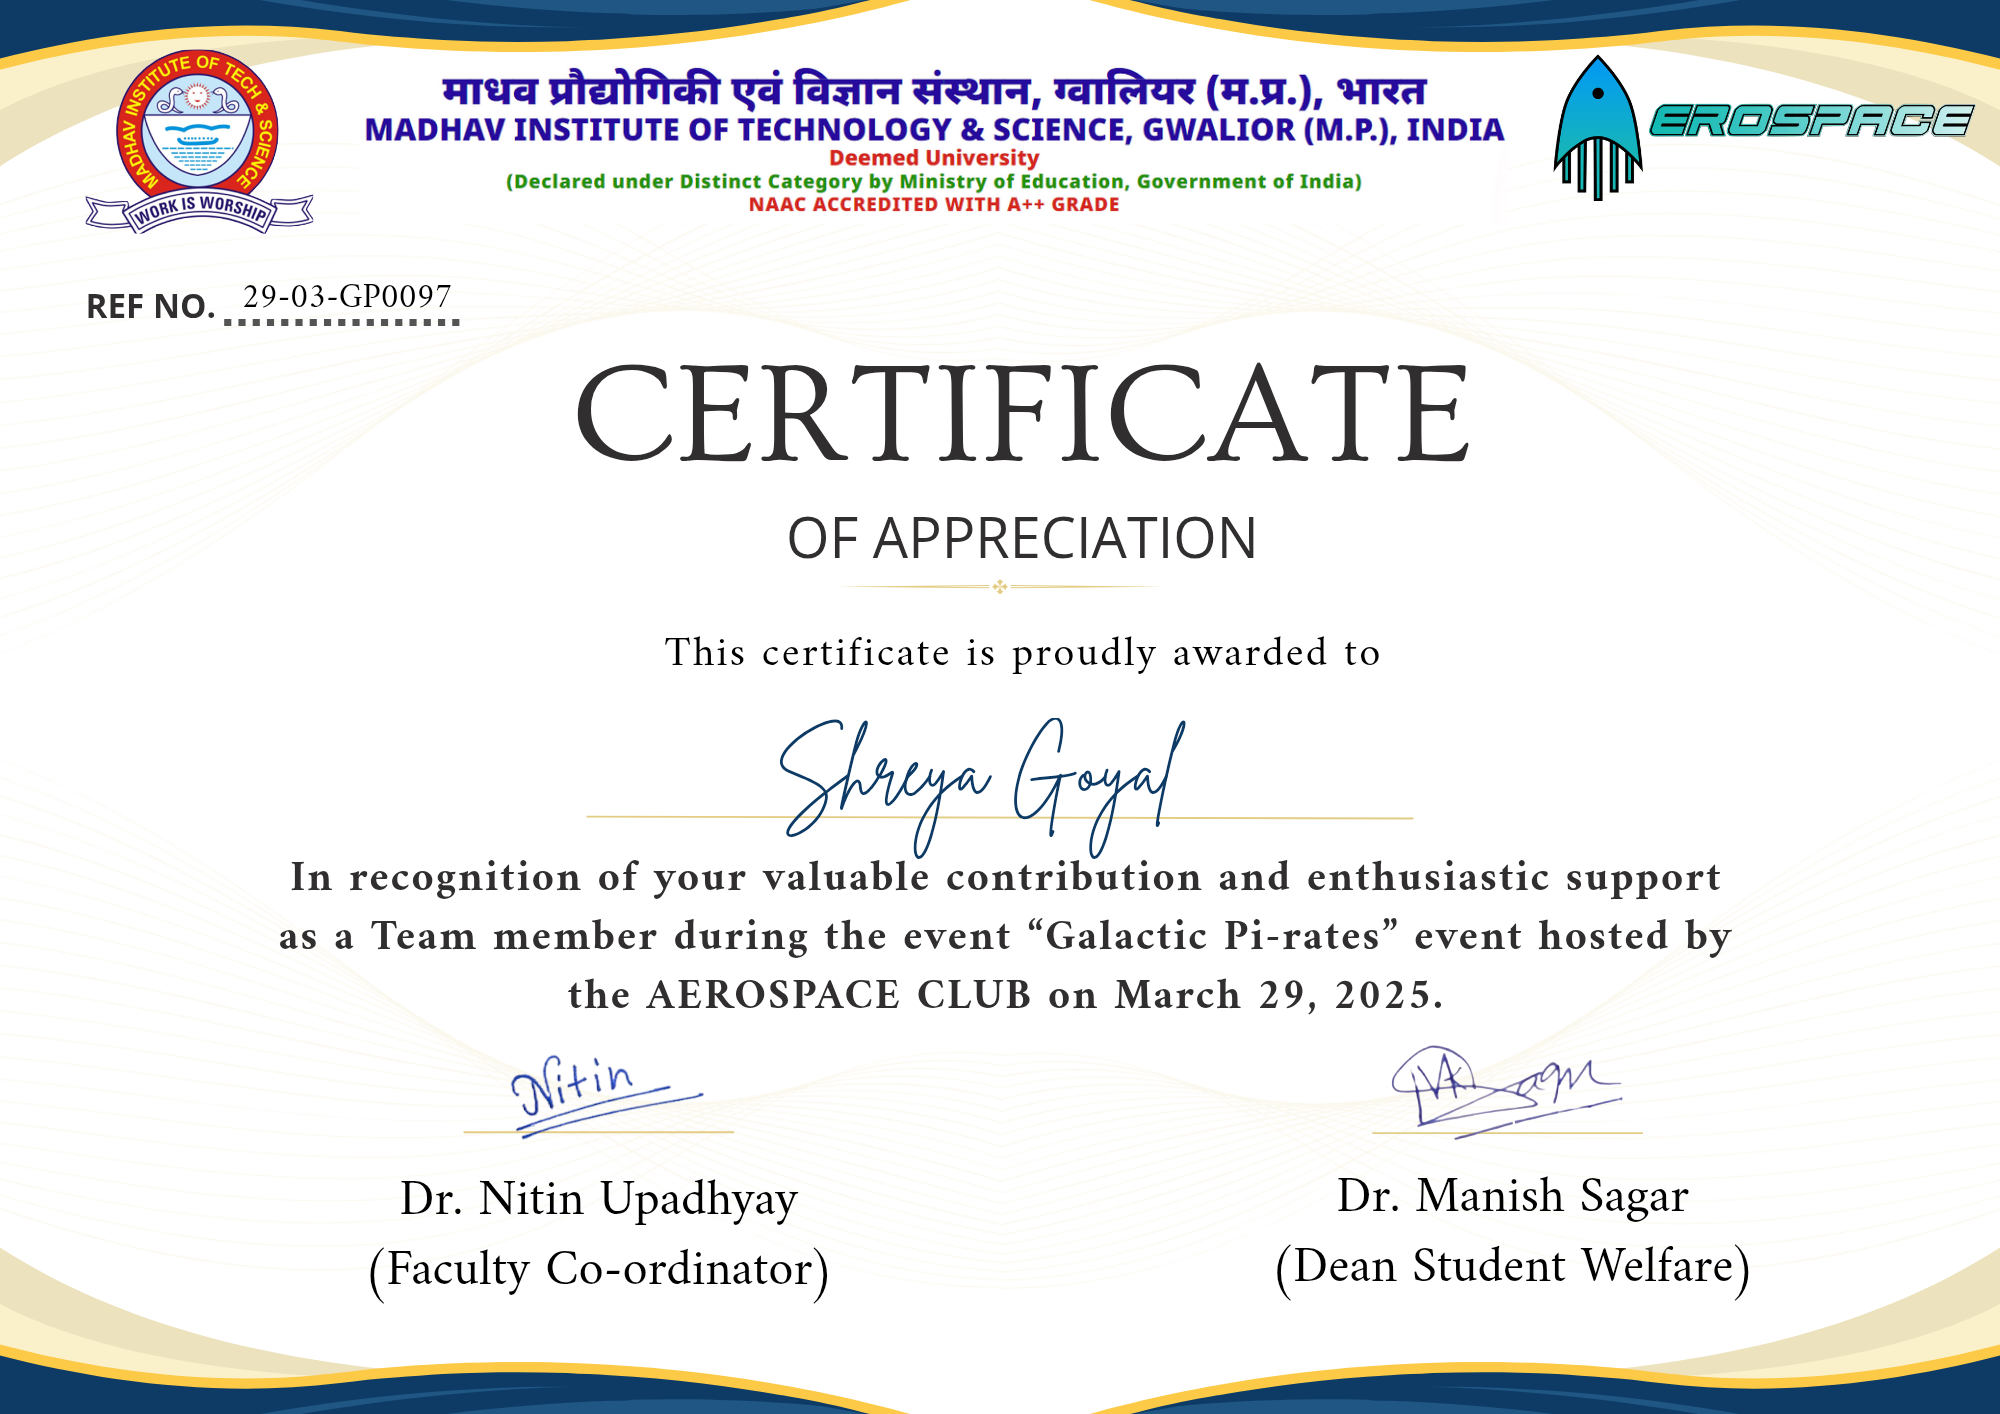 MADHAV INSTITUTE OF TECH & SCIENCE
WORK IS WORSHIP
माधव प्रौद्योगिकी एवं विज्ञान संस्थान, ग्वालियर (म.प्र.), भारत
MADHAV INSTITUTE OF TECHNOLOGY & SCIENCE, GWALIOR (M.P.), INDIA
Deemed University
(Declared under Distinct Category by Ministry of Education, Government of India)
NAAC ACCREDITED WITH A++ GRADE
EROSPACE
REF NO. 29-03-GP0097
CERTIFICATE
OF APPRECIATION
This certificate is proudly awarded to
Shreya Goyal
In recognition of your valuable contribution and enthusiastic support
as a Team member during the event “Galactic Pi-rates” event hosted by
the AEROSPACE CLUB on March 29, 2025.
Nitin
Dr. Nitin Upadhyay
(Faculty Co-ordinator)
Dr. Manish Sagar
(Dean Student Welfare)